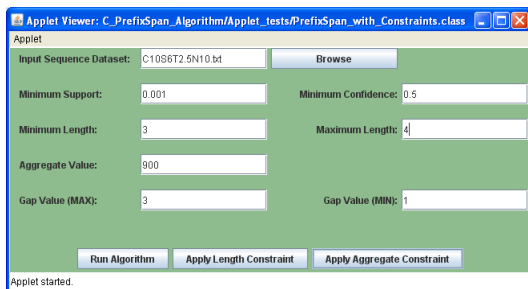 Applet Viewer: C_PrefixSpan_Algorithm/Applet_tests/PrefixSpan_with_Constraints.class
Applet
Input Sequence Dataset: C10S6T2.5N10.txt Browse
Minimum Support: 0.001 Minimum Confidence: 0.5
Minimum Length: 3 Maximum Length: 4
Aggregate Value: 900
Gap Value (MAX): 3 Gap Value (MIN): 1
Run Algorithm Apply Length Constraint Apply Aggregate Constraint
Applet started.